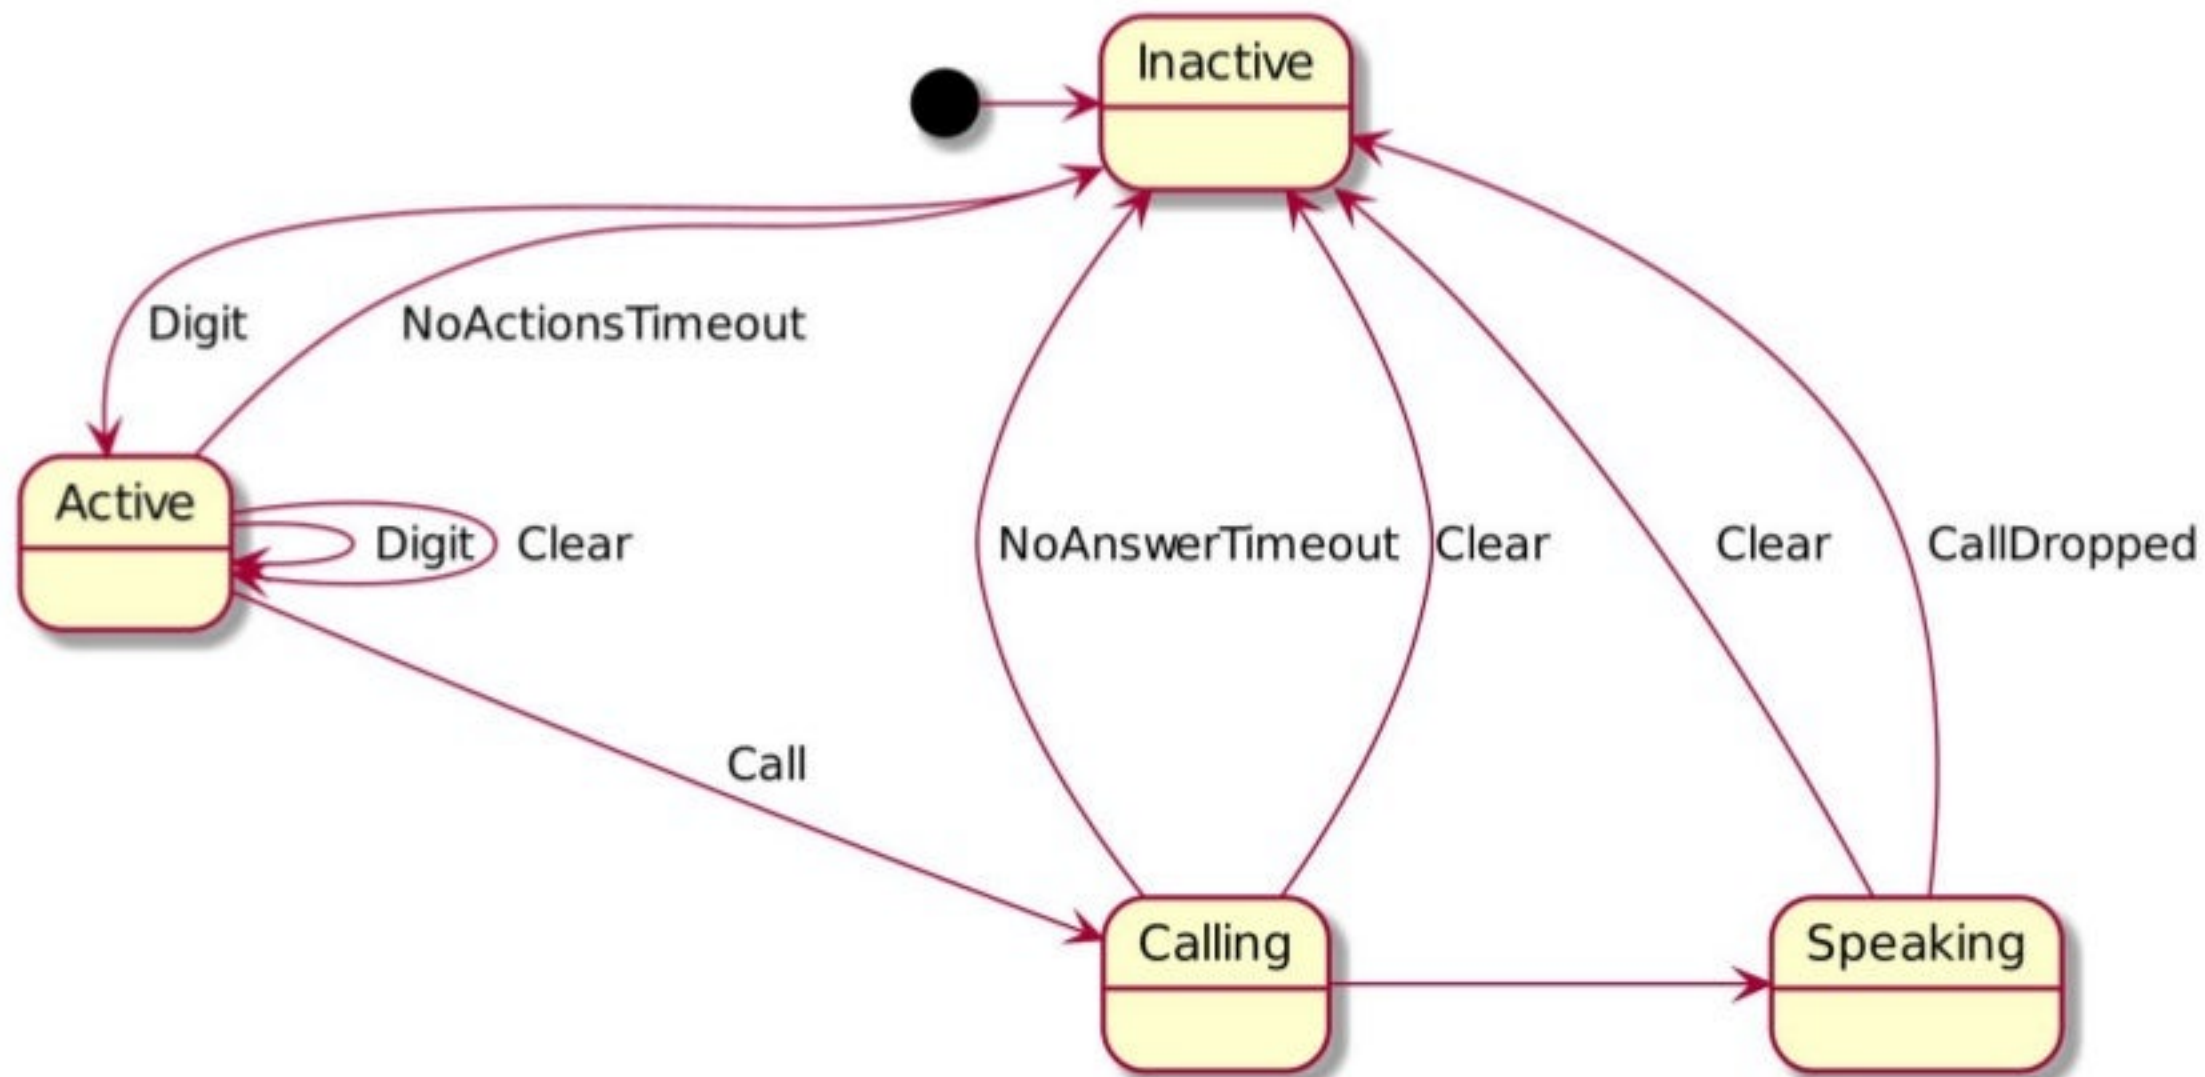 Inactive
Digit
NoActionsTimeout
Active
Digit
Clear
NoAnswerTimeout
Clear
Clear
CallDropped
Call
Calling
Speaking